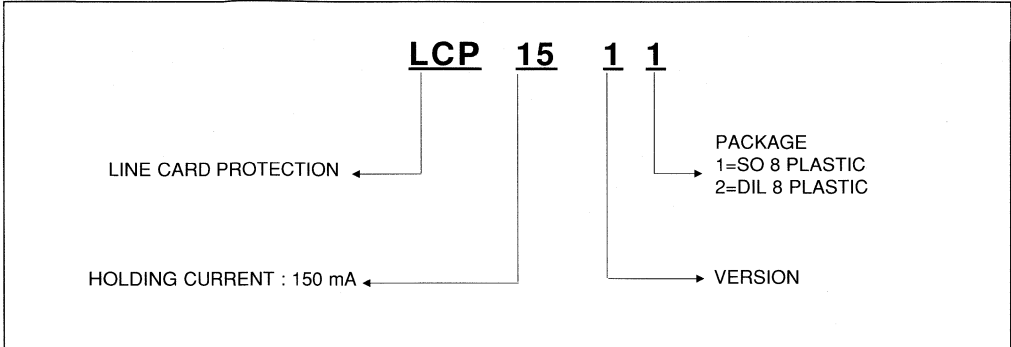 LCP 15 1 1
LINE CARD PROTECTION
PACKAGE
1=SO 8 PLASTIC
2=DIL 8 PLASTIC
HOLDING CURRENT : 150 mA
VERSION